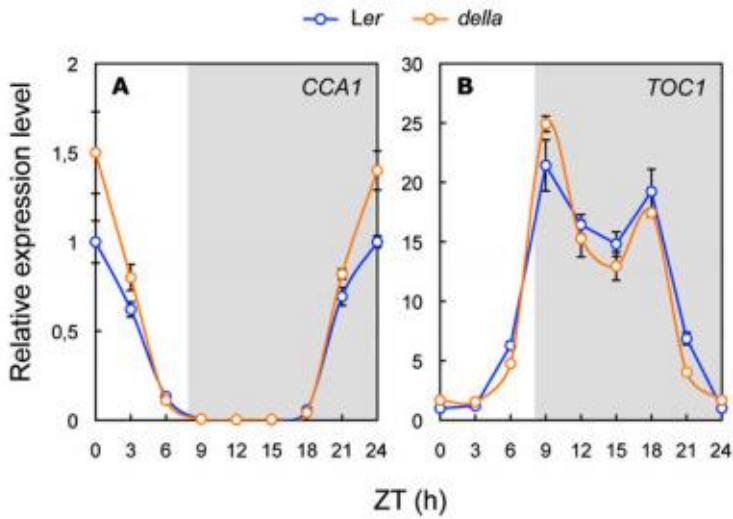 Ler della
A CCA1
B TOC1
Relative expression level
2
1,5
1
0,5
0
30
25
20
15
10
5
0
0 3 6 9 12 15 18 21 24
0 3 6 9 12 15 18 21 24
ZT (h)